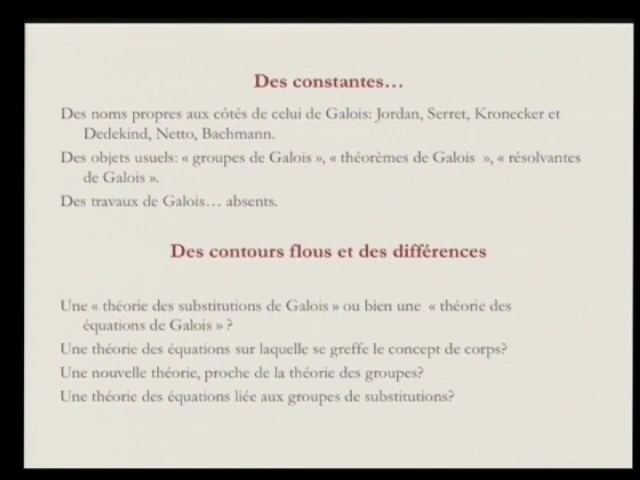 Des constantes…
Des noms propres aux côtés de celui de Galois: Jordan, Serret, Kronecker et
Dedekind, Netto, Bachmann.
Des objets usuels: « groupes de Galois », « théorèmes de Galois  », « résolvantes
de Galois ».
Des travaux de Galois… absents.
Des contours flous et des différences
Une « théorie des substitutions de Galois » ou bien une  « théorie des
équations de Galois » ?
Une théorie des équations sur laquelle se greffe le concept de corps?
Une nouvelle théorie, proche de la théorie des groupes?
Une théorie des équations liée aux groupes de substitutions?